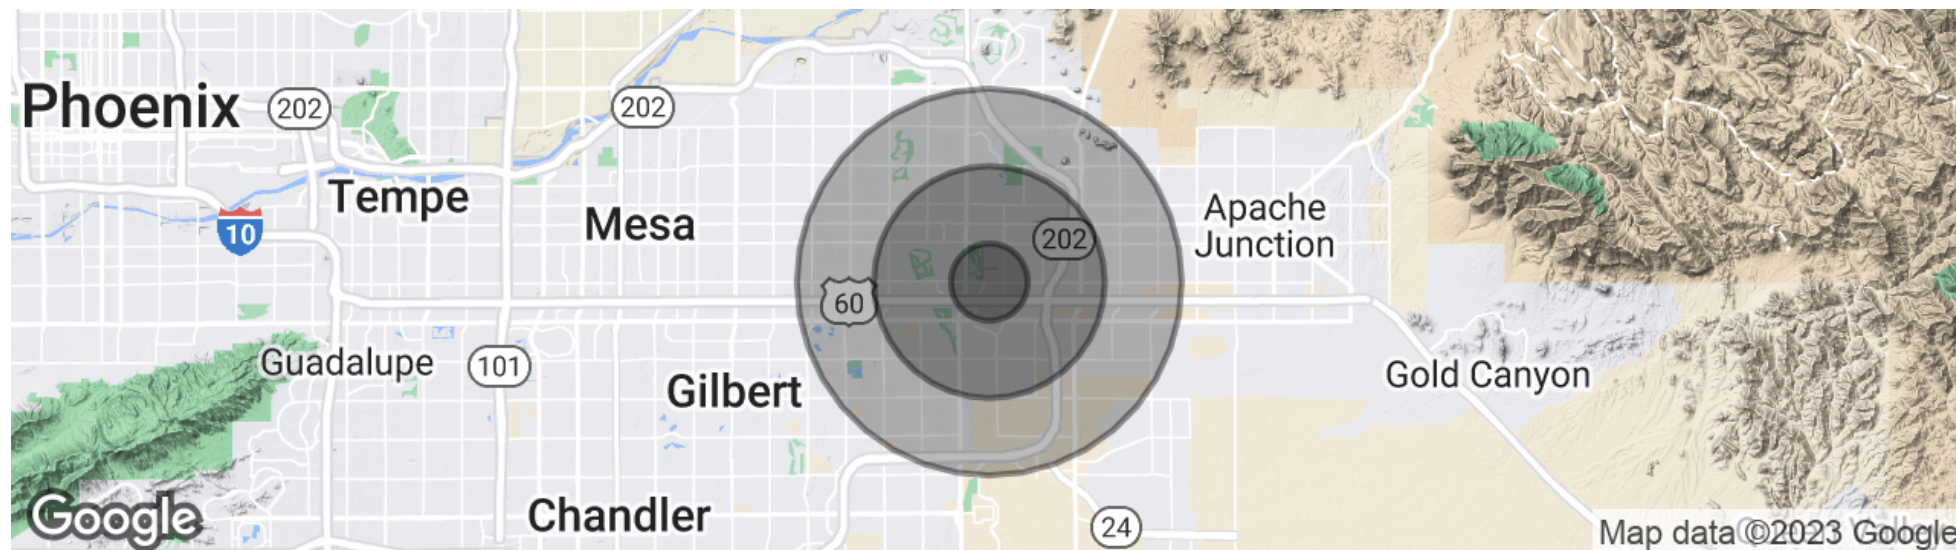 Phoenix
202
202
Tempe
Mesa
10
Apache
Junction
202
60
Guadalupe
101
Gilbert
Gold Canyon
Chandler
24
Google
Map data ©2023 Google